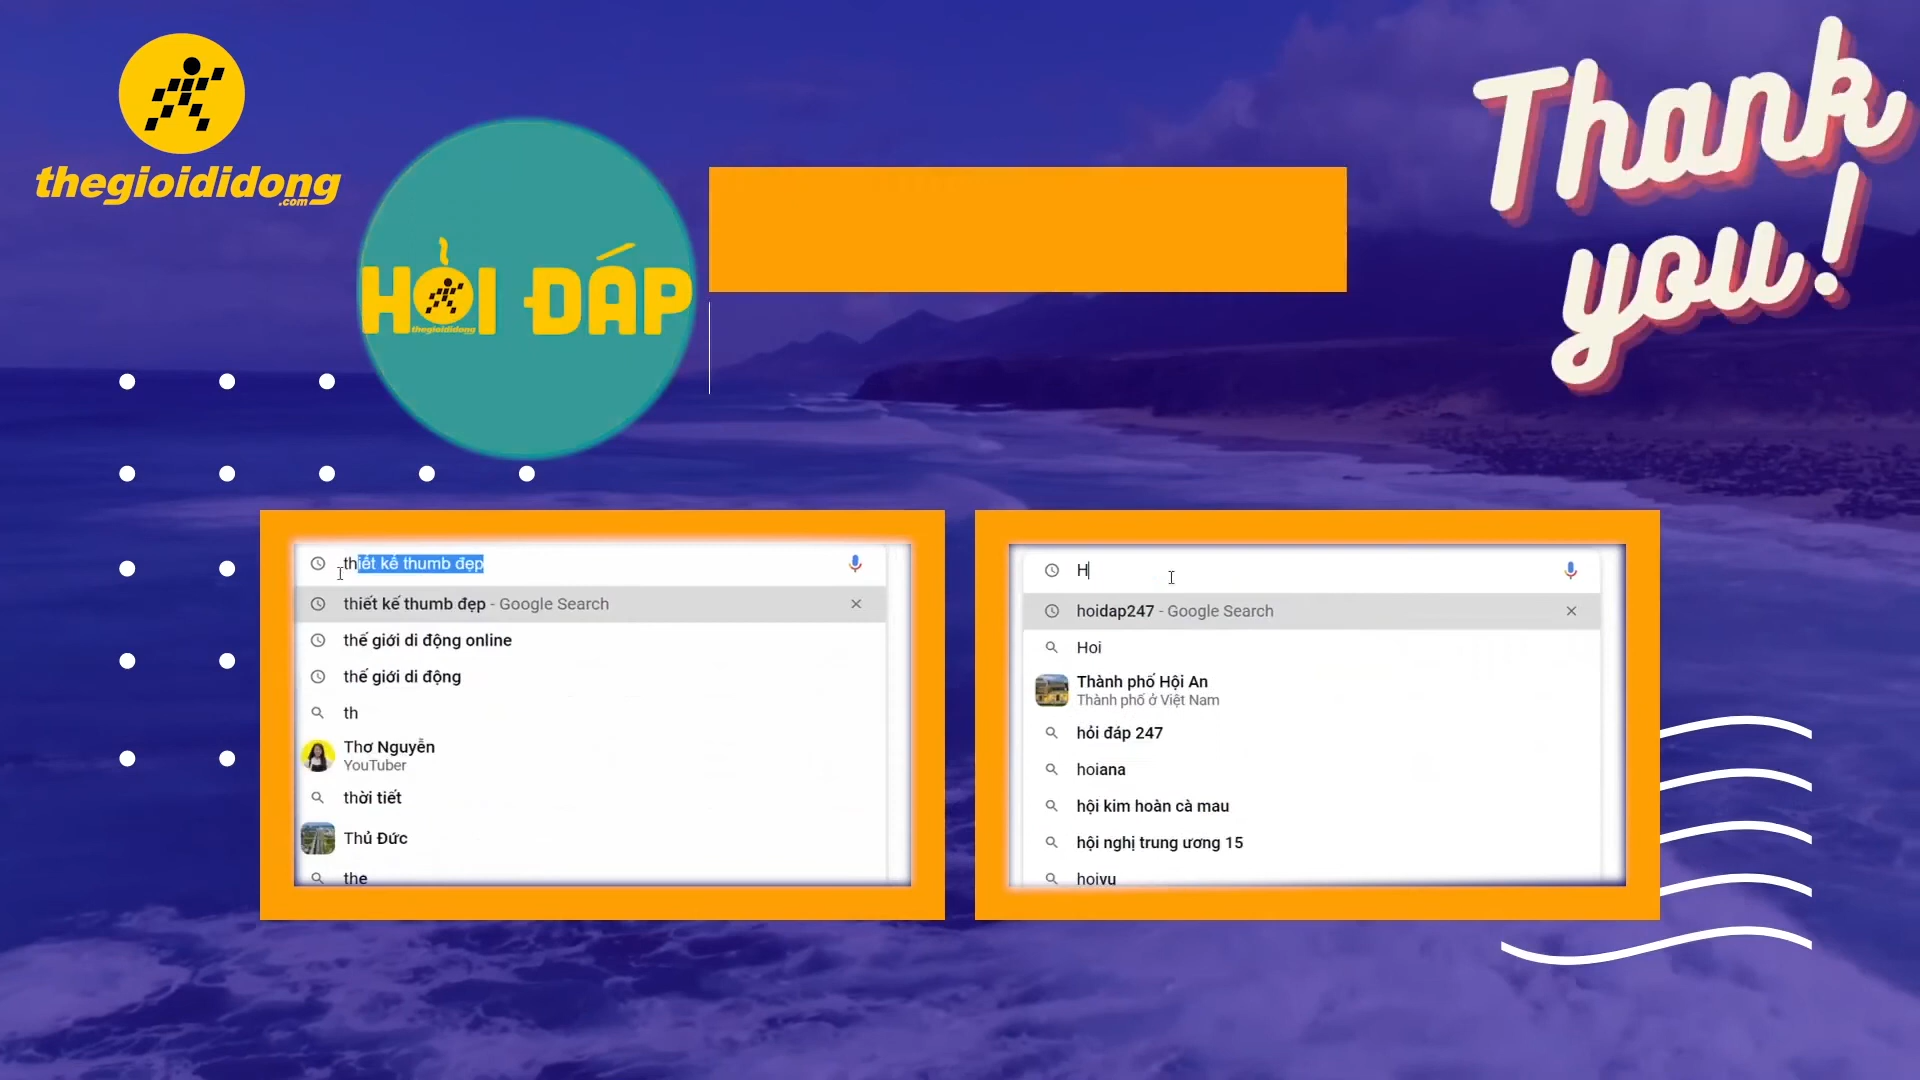 thegioididong
.com
HỎI ĐÁP
thegioididong
Thank
you!
thiết kế thumb đẹp
thiết kế thumb đẹp - Google Search
thế giới di động online
thế giới di động
th
Thơ Nguyễn
YouTuber
thời tiết
Thủ Đức
the
H
hoidap247 - Google Search
Hoi
Thành phố Hội An
Thành phố ở Việt Nam
hỏi đáp 247
hoiana
hội kim hoàn cà mau
hội nghị trung ương 15
hoivu